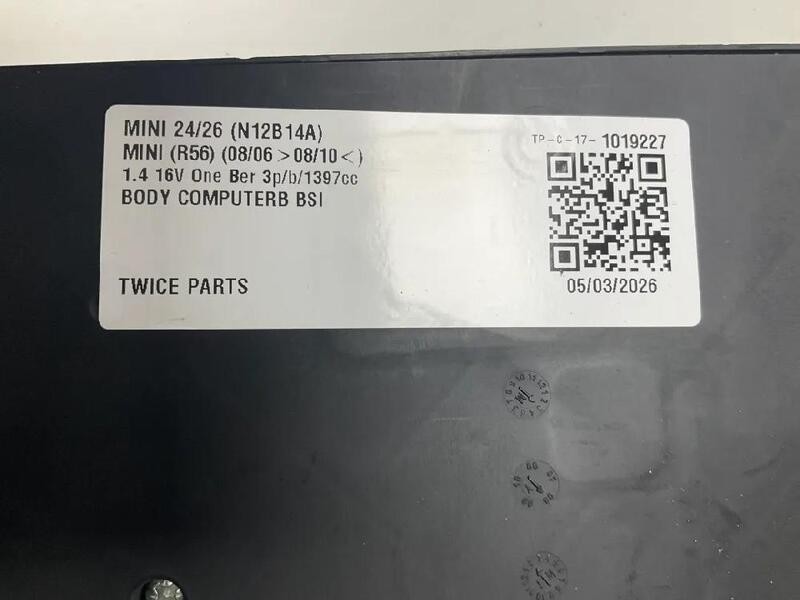 MINI 24/26 (N12B14A)
MINI (R56) (08/06 > 08/10 <)
1.4 16V One Ber 3p/b/1397cc
BODY COMPUTERB BSI
TWICE PARTS
TP-C-17- 1019227
05/03/2026